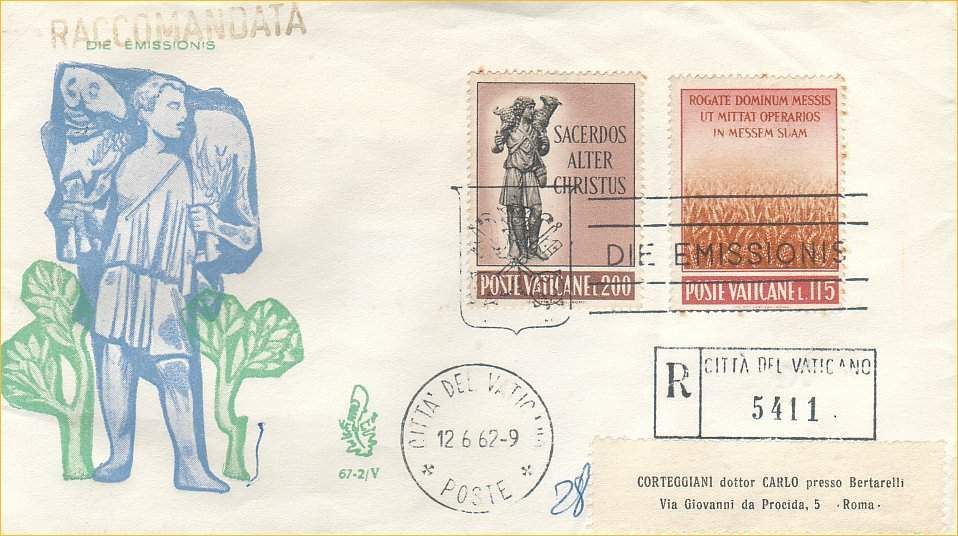 RACCOMANDATA
DIE EMISSIONIS
SACERDOS
ALTER
CHRISTUS
POSTE VATICANE L.200
ROGATE DOMINUM MESSIS
UT MITTAT OPERARIOS
IN MESSEM SUAM
POSTE VATICANE L.115
DIE EMISSIONIS
R
CITTÀ DEL VATICANO
5411
CITTA' DEL VATICANO
12 6 62-9
POSTE
67-2/V
28
CORTEGGIANI dottor CARLO presso Bertarelli
Via Giovanni da Procida, 5 - Roma -